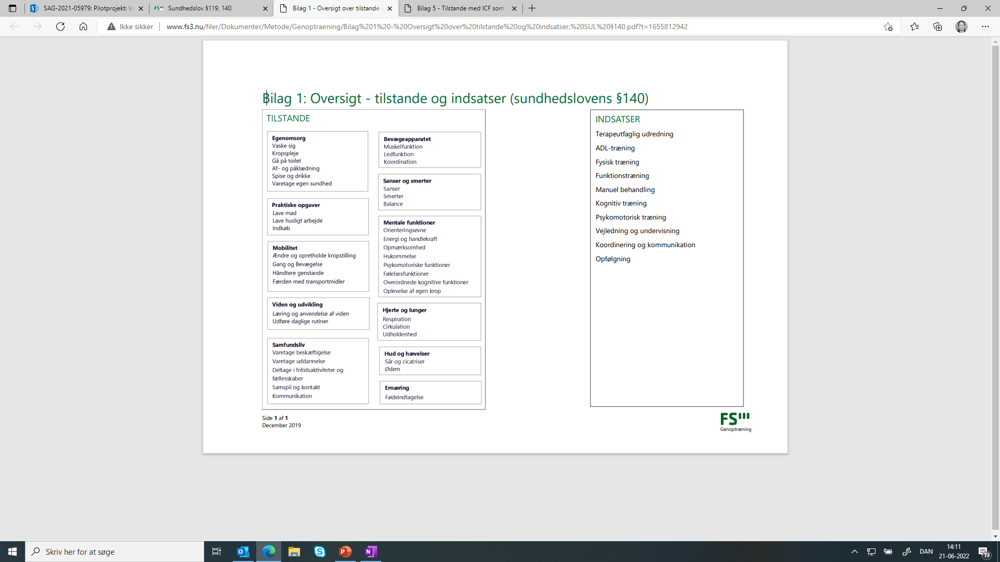 SAG-2021-05979: Pilotprojekt: In
Sundhedslov §119, 140
Bilag 1 - Oversigt over tilstande o
Bilag 5 - Tilstande med ICF som
Ikke sikker
www.fs3.nu/filer/Dokumenter/Metode/Genoptraening/Bilag%201%20-%20Oversigt%20over%20tilstande%20og%20indsatser,%20SUL%20§140.pdf?t=1655812942
Bilag 1: Oversigt - tilstande og indsatser (sundhedslovens §140)
TILSTANDE
Egenomsorg
Vaske sig
Kropspleje
Gå på toilet
Af- og påklædning
Spise og drikke
Varetage egen sundhed
Praktiske opgaver
Lave mad
Lave husligt arbejde
Indkøb
Mobilitet
Ændre og opretholde kropstilling
Gang og Bevægelse
Håndtere genstande
Færden med transportmidler
Viden og udvikling
Læring og anvendelse af viden
Udføre daglige rutiner
Samfundsliv
Varetage beskæftigelse
Varetage uddannelse
Deltage i fritidsaktiviteter og
fællesskaber
Samspil og kontakt
Kommunikation
Bevægeapparatet
Muskelfunktion
Ledfunktion
Koordination
Sanser og smerter
Sanser
Smerter
Balance
Mentale funktioner
Orienteringsevne
Energi og handlekraft
Opmærksomhed
Hukommelse
Psykomotoriske funktioner
Følelsesfunktioner
Overordnede kognitive funktioner
Oplevelse af egen krop
Hjerte og lunger
Respiration
Cirkulation
Udholdenhed
Hud og hævelser
Sår og cicatriser
Ødem
Ernæring
Fødeindtagelse
INDSATSER
Terapeutfaglig udredning
ADL-træning
Fysisk træning
Funktionstræning
Manuel behandling
Kognitiv træning
Psykomotorisk træning
Vejledning og undervisning
Koordinering og kommunikation
Opfølgning
Side 1 af 1
December 2019
FSIII
Genoptræning
Skriv her for at søge
DAN
14:11
21-06-2022
19